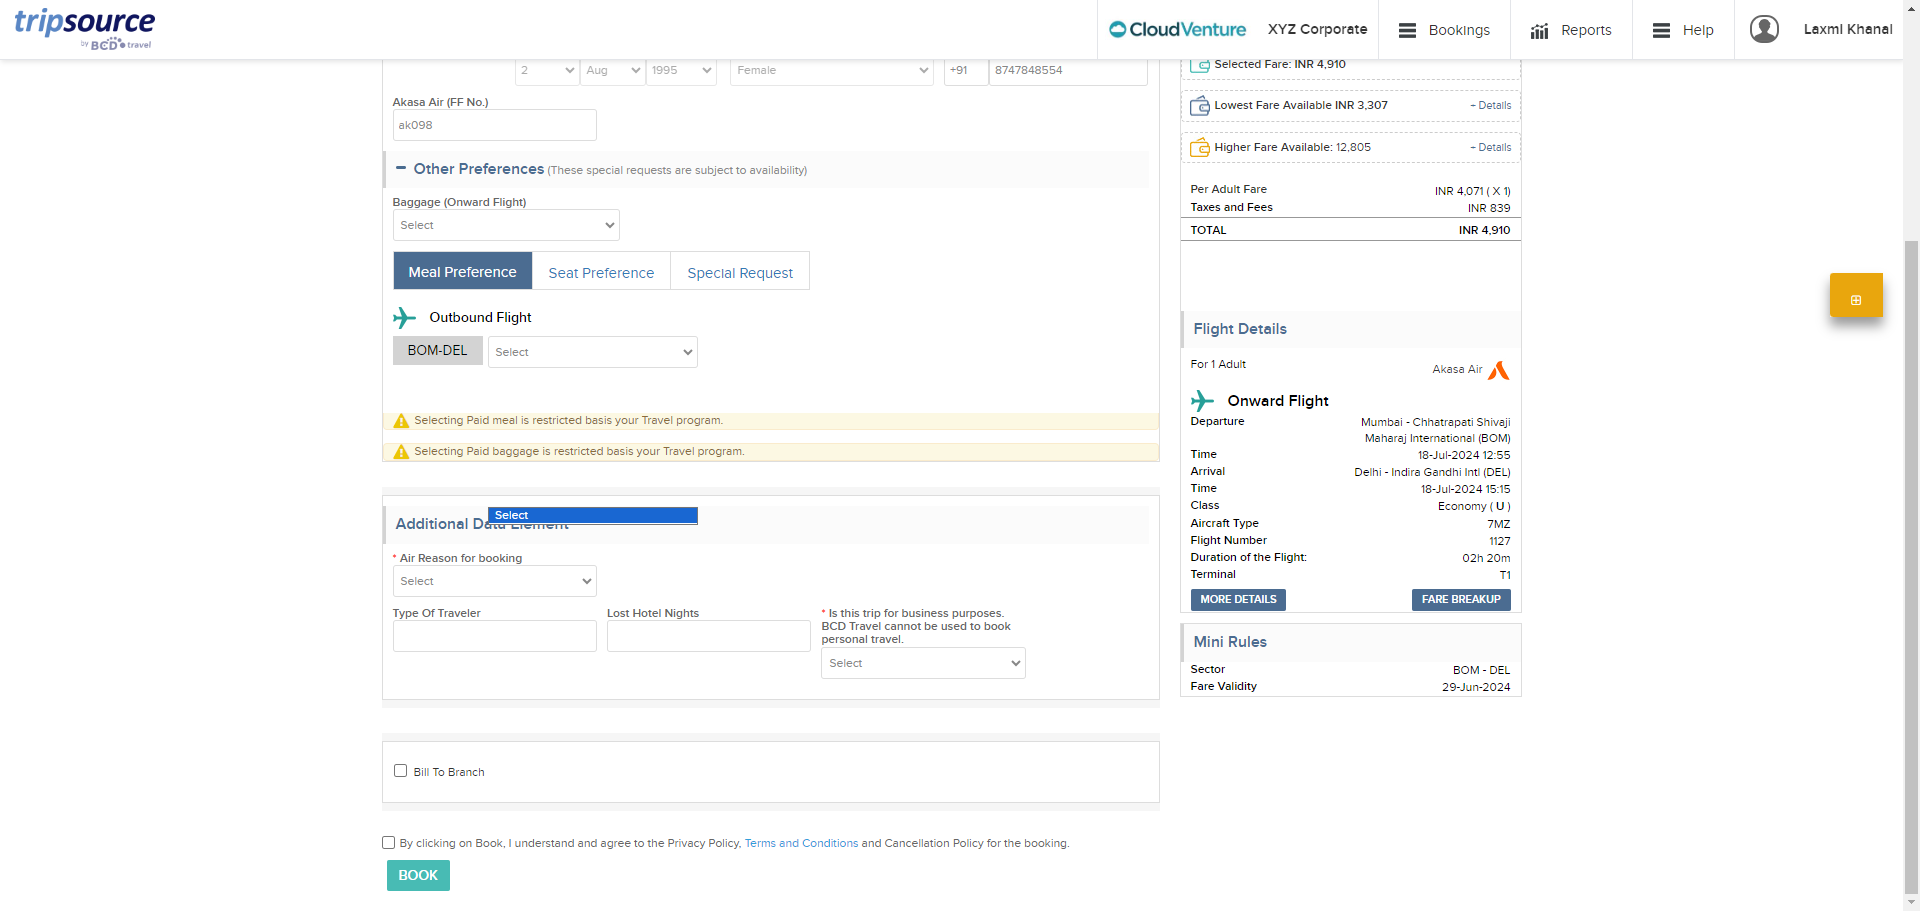 tripsource
by BCD travel
CloudVenture
XYZ Corporate
Bookings
Reports
Help
Laxmi Khanal
2
Aug
1995
Female
+91
8747848554
Akasa Air (FF No.)
ak098
Other Preferences (These special requests are subject to availability)
Baggage (Onward Flight)
Select
Meal Preference
Seat Preference
Special Request
Outbound Flight
BOM-DEL
Select
Selecting Paid meal is restricted basis your Travel program.
Selecting Paid baggage is restricted basis your Travel program.
Select
Additional Data Element
* Air Reason for booking
Select
Type Of Traveler
Lost Hotel Nights
* Is this trip for business purposes.
BCD Travel cannot be used to book
personal travel.
Select
Bill To Branch
By clicking on Book, I understand and agree to the Privacy Policy, Terms and Conditions and Cancellation Policy for the booking.
BOOK
Selected Fare: INR 4,910
Lowest Fare Available INR 3,307
+ Details
Higher Fare Available: 12,805
+ Details
Per Adult Fare INR 4,071 ( X 1)
Taxes and Fees INR 839
TOTAL INR 4,910
Flight Details
For 1 Adult
Akasa Air
Onward Flight
Departure Mumbai - Chhatrapati Shivaji
Maharaj International (BOM)
Time 18-Jul-2024 12:55
Arrival Delhi - Indira Gandhi Intl (DEL)
Time 18-Jul-2024 15:15
Class Economy ( U )
Aircraft Type 7MZ
Flight Number 1127
Duration of the Flight: 02h 20m
Terminal T1
MORE DETAILS
FARE BREAKUP
Mini Rules
Sector BOM - DEL
Fare Validity 29-Jun-2024